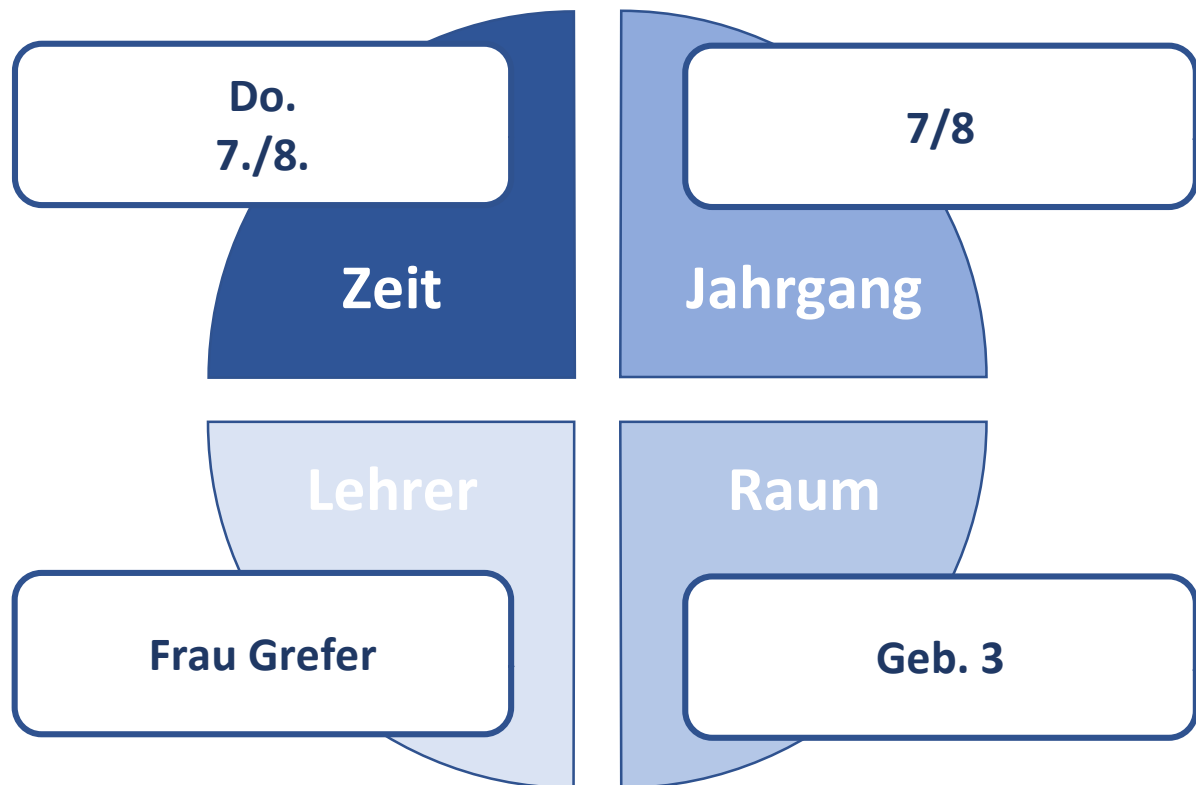 Do.
7./8.
Zeit
7/8
Jahrgang
Lehrer
Frau Grefer
Raum
Geb. 3